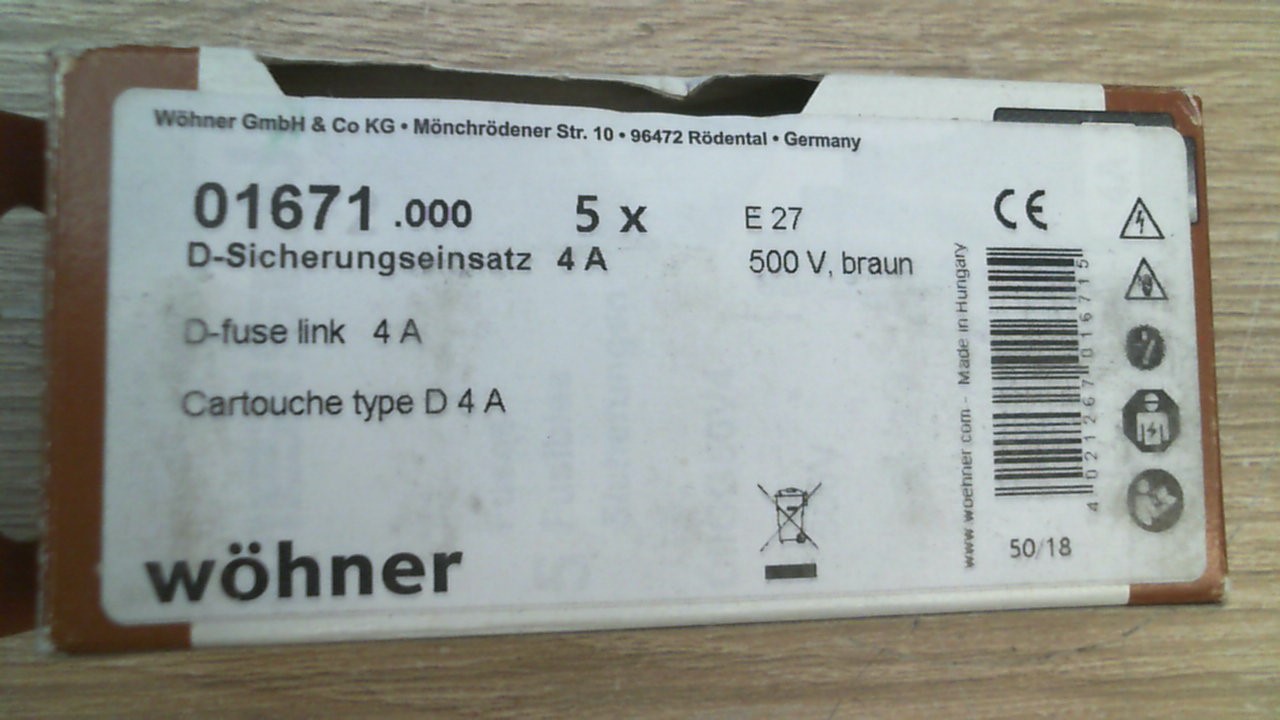 Wöhner GmbH & Co KG • Mönchrödener Str. 10 • 96472 Rödental • Germany
01671 .000 5 x E 27
D-Sicherungseinsatz 4 A 500 V, braun
D-fuse link 4 A
Cartouche type D 4 A
wöhner
CE
www.woehner.com - Made in Hungary
4 021267 016715
50/18